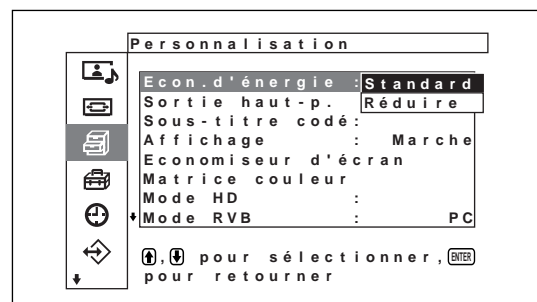 Personnalisation
Econ.d'énergie :Standard
Sortie haut-p. Réduire
Sous-titre codé:
Affichage : Marche
Economiseur d'écran
Matrice couleur
Mode HD :
Mode RVB : PC
, pour sélectionner, ENTER
pour retourner